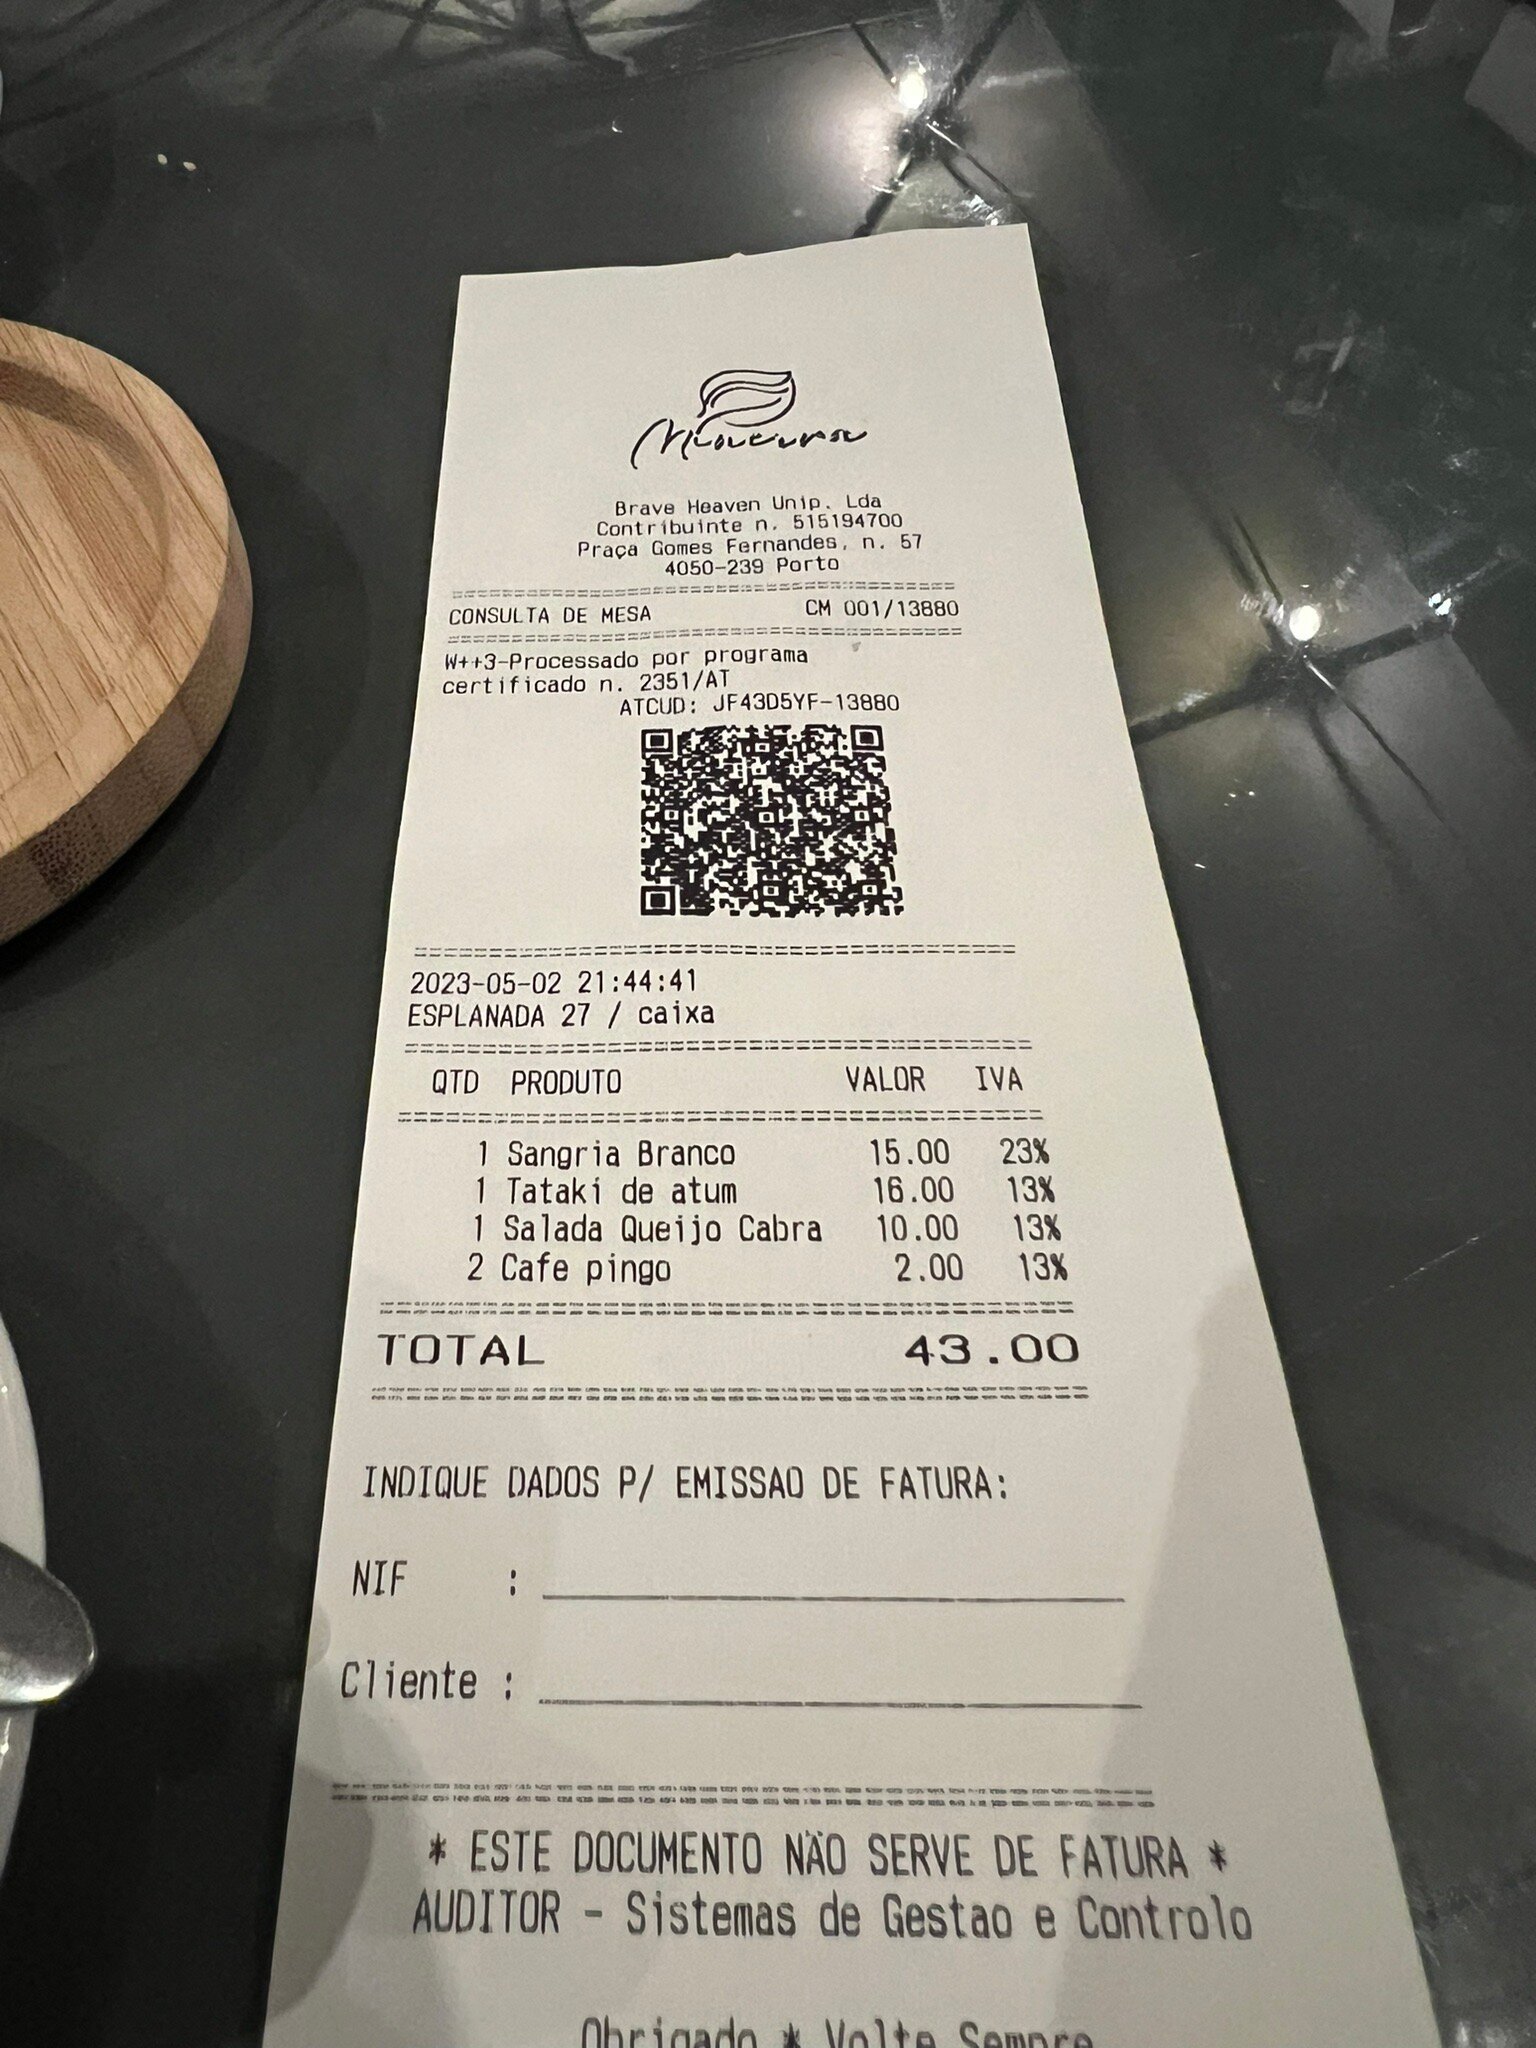 Brave Heaven Unip. Lda
Contribuinte n. 515194700
Praça Gomes Fernandes, n. 57
4050-239 Porto
CONSULTA DE MESA CM 001/13880
W++3-Processado por programa
certificado n. 2351/AT
ATCUD: JF43D5YF-13880
2023-05-02 21:44:41
ESPLANADA 27 / caixa
QTD PRODUTO VALOR IVA
1 Sangria Branco 15.00 23%
1 Tataki de atum 16.00 13%
1 Salada Queijo Cabra 10.00 13%
2 Cafe pingo 2.00 13%
TOTAL 43.00
INDIQUE DADOS P/ EMISSAO DE FATURA:
NIF :
Cliente :
* ESTE DOCUMENTO NÃO SERVE DE FATURA *
AUDITOR - Sistemas de Gestao e Controlo
Obrigado * Volte Sempre